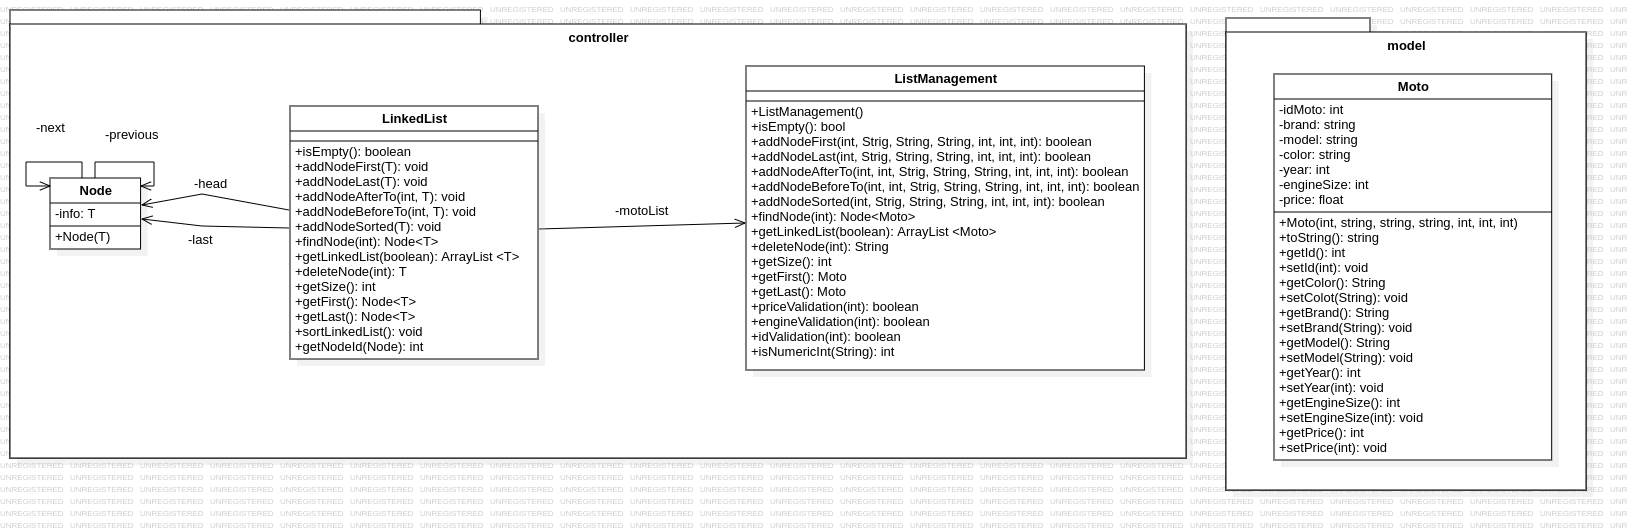 controller
-next
-previous
Node
-info: T
+Node(T)
-head
-last
LinkedList
+isEmpty(): boolean
+addNodeFirst(T): void
+addNodeLast(T): void
+addNodeAfterTo(int, T): void
+addNodeBeforeTo(int, T): void
+addNodeSorted(T): void
+findNode(int): Node<T>
+getLinkedList(boolean): ArrayList <T>
+deleteNode(int): T
+getSize(): int
+getFirst(): Node<T>
+getLast(): Node<T>
+sortLinkedList(): void
+getNodeId(Node): int
-motoList
ListManagement
+ListManagement()
+isEmpty(): bool
+addNodeFirst(int, Strig, String, String, int, int, int): boolean
+addNodeLast(int, Strig, String, String, int, int, int): boolean
+addNodeAfterTo(int, int, Strig, String, String, int, int, int): boolean
+addNodeBeforeTo(int, int, Strig, String, String, int, int, int): boolean
+addNodeSorted(int, Strig, String, String, int, int, int): boolean
+findNode(int): Node<Moto>
+getLinkedList(boolean): ArrayList <Moto>
+deleteNode(int): String
+getSize(): int
+getFirst(): Moto
+getLast(): Moto
+priceValidation(int): boolean
+engineValidation(int): boolean
+idValidation(int): boolean
+isNumericInt(String): int
model
Moto
-idMoto: int
-brand: string
-model: string
-color: string
-year: int
-engineSize: int
-price: float
+Moto(int, string, string, string, int, int, int)
+toString(): string
+getId(): int
+setId(int): void
+getColor(): String
+setColot(String): void
+getBrand(): String
+setBrand(String): void
+getModel(): String
+setModel(String): void
+getYear(): int
+setYear(int): void
+getEngineSize(): int
+setEngineSize(int): void
+getPrice(): int
+setPrice(int): void
UNREGISTERED